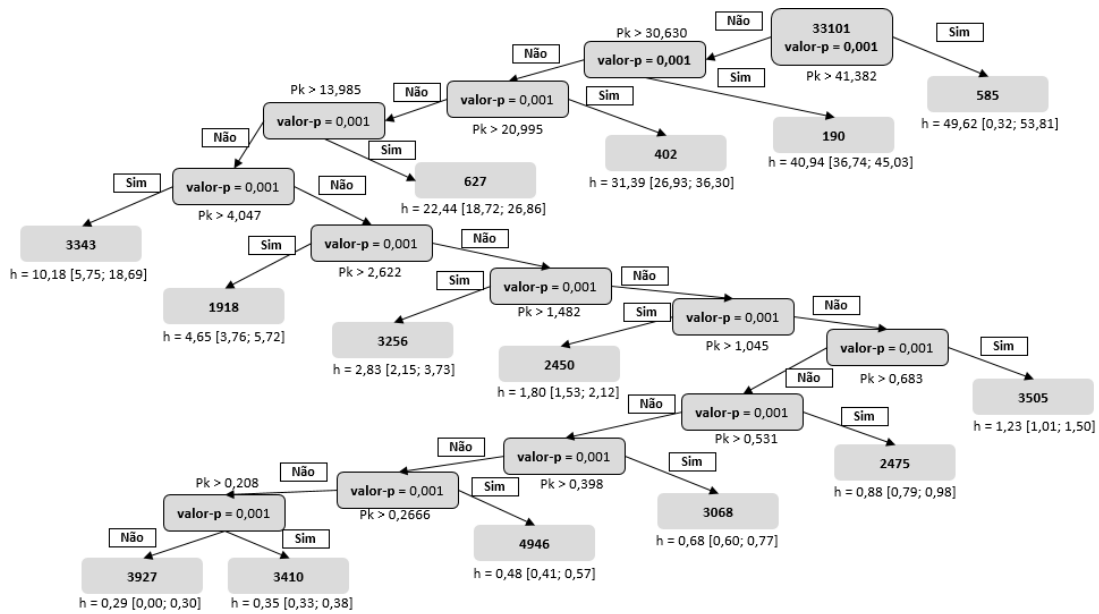 33101
valor-p = 0,001
Pk > 41,382
Não
Sim
585
h = 49,62 [0,32; 53,81]
Pk > 30,630
valor-p = 0,001
Não
Sim
190
h = 40,94 [36,74; 45,03]
valor-p = 0,001
Pk > 20,995
Não
Sim
402
h = 31,39 [26,93; 36,30]
Pk > 13,985
valor-p = 0,001
Não
Sim
627
h = 22,44 [18,72; 26,86]
valor-p = 0,001
Pk > 4,047
Sim
Não
3343
h = 10,18 [5,75; 18,69]
valor-p = 0,001
Pk > 2,622
Sim
Não
1918
h = 4,65 [3,76; 5,72]
valor-p = 0,001
Pk > 1,482
Sim
Não
3256
h = 2,83 [2,15; 3,73]
valor-p = 0,001
Pk > 1,045
Sim
Não
2450
h = 1,80 [1,53; 2,12]
valor-p = 0,001
Pk > 0,683
Não
Sim
3505
h = 1,23 [1,01; 1,50]
valor-p = 0,001
Pk > 0,531
Não
Sim
2475
h = 0,88 [0,79; 0,98]
valor-p = 0,001
Pk > 0,398
Não
Sim
3068
h = 0,68 [0,60; 0,77]
valor-p = 0,001
Pk > 0,2666
Não
Sim
4946
h = 0,48 [0,41; 0,57]
Pk > 0,208
valor-p = 0,001
Não
Sim
3927
h = 0,29 [0,00; 0,30]
3410
h = 0,35 [0,33; 0,38]